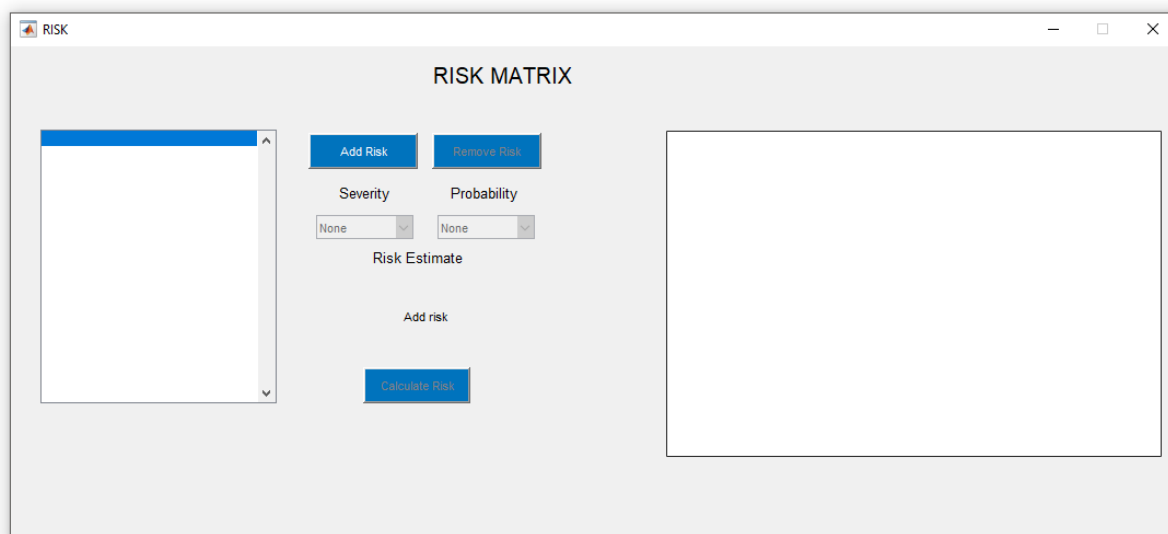 RISK
RISK MATRIX
Add Risk
Remove Risk
Severity
Probability
None
None
Risk Estimate
Add risk
Calculate Risk